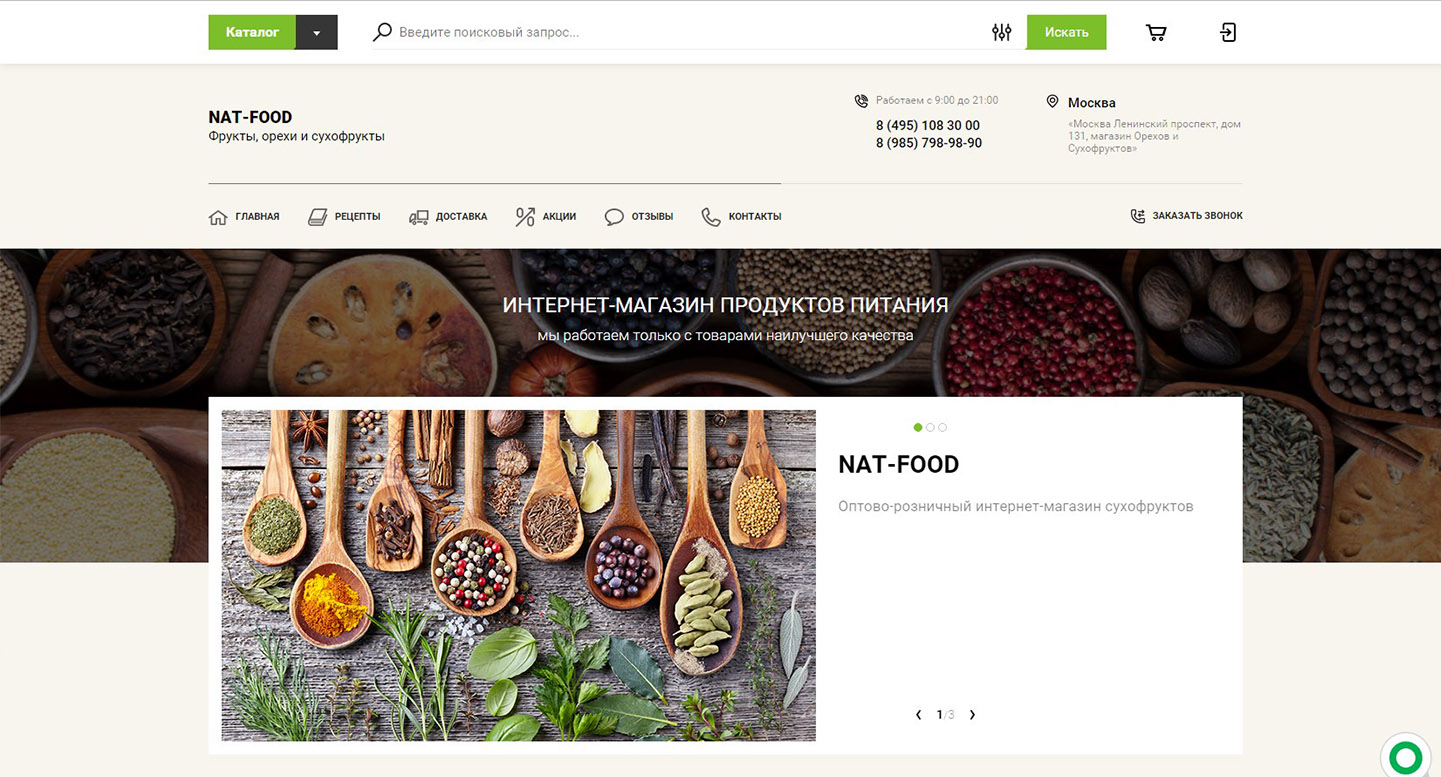 Каталог
Введите поисковый запрос...
Искать
NAT-FOOD
Фрукты, орехи и сухофрукты
Работаем с 9:00 до 21:00
8 (495) 108 30 00
8 (985) 798-98-90
Москва
«Москва Ленинский проспект, дом
131, магазин Орехов и
Сухофруктов»
ГЛАВНАЯ
РЕЦЕПТЫ
ДОСТАВКА
АКЦИИ
ОТЗЫВЫ
КОНТАКТЫ
ЗАКАЗАТЬ ЗВОНОК
ИНТЕРНЕТ-МАГАЗИН ПРОДУКТОВ ПИТАНИЯ
мы работаем только с товарами наилучшего качества
NAT-FOOD
Оптово-розничный интернет-магазин сухофруктов
1/3